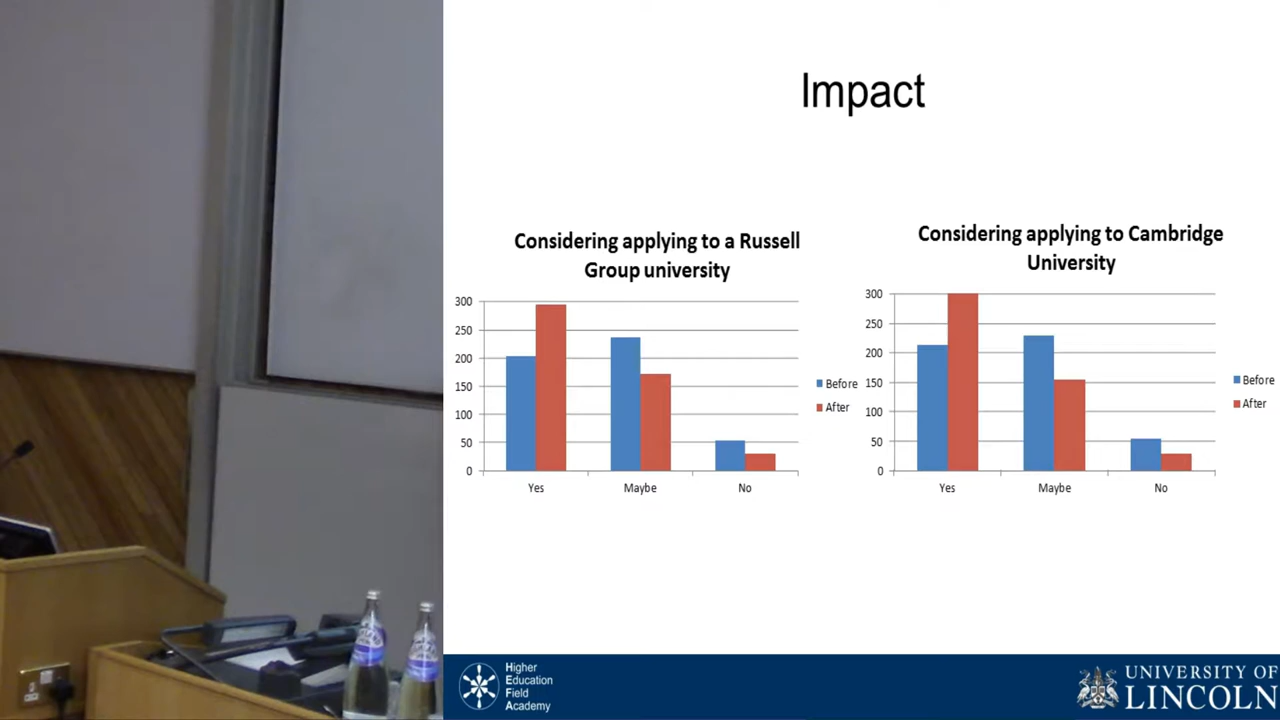 Impact
Considering applying to a Russell
Group university
300
250
200
150
100
50
0
Yes
Maybe
No
Before
After
Considering applying to Cambridge
University
300
250
200
150
100
50
0
Yes
Maybe
No
Before
After
Higher
Education
Field
Academy
UNIVERSITY OF
LINCOLN